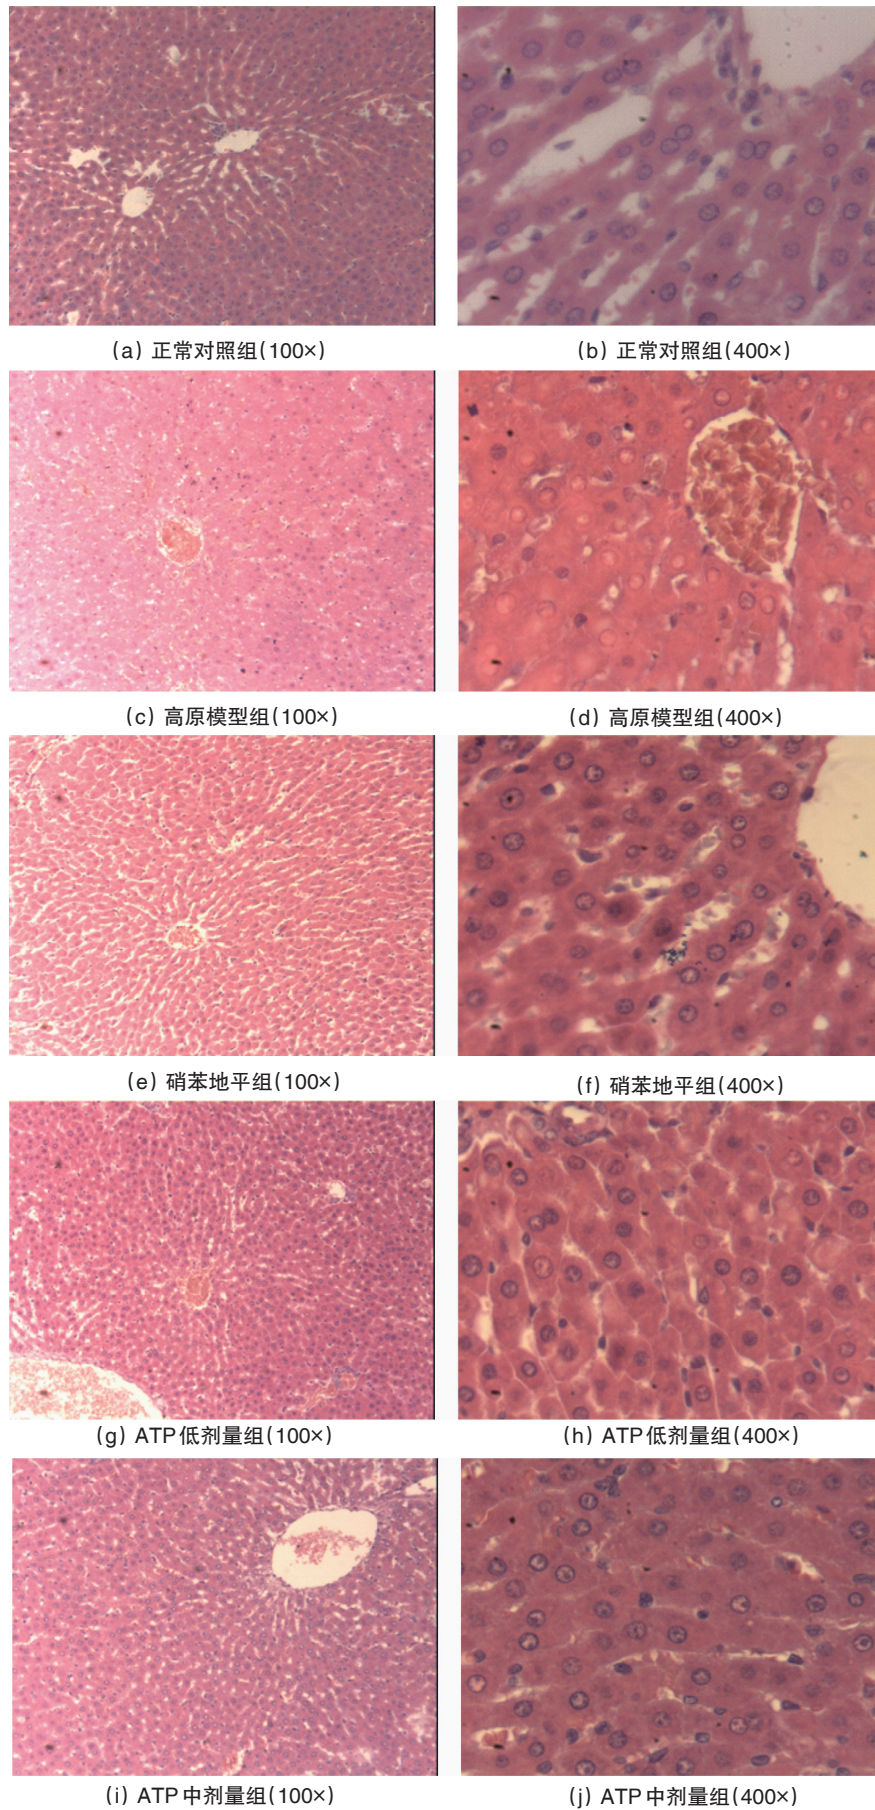 (a) 正常对照组(100×)
(b) 正常对照组(400×)
(c) 高原模型组(100×)
(d) 高原模型组(400×)
(e) 硝苯地平组(100×)
(f) 硝苯地平组(400×)
(g) ATP低剂量组(100×)
(h) ATP低剂量组(400×)
(i) ATP中剂量组(100×)
(j) ATP中剂量组(400×)